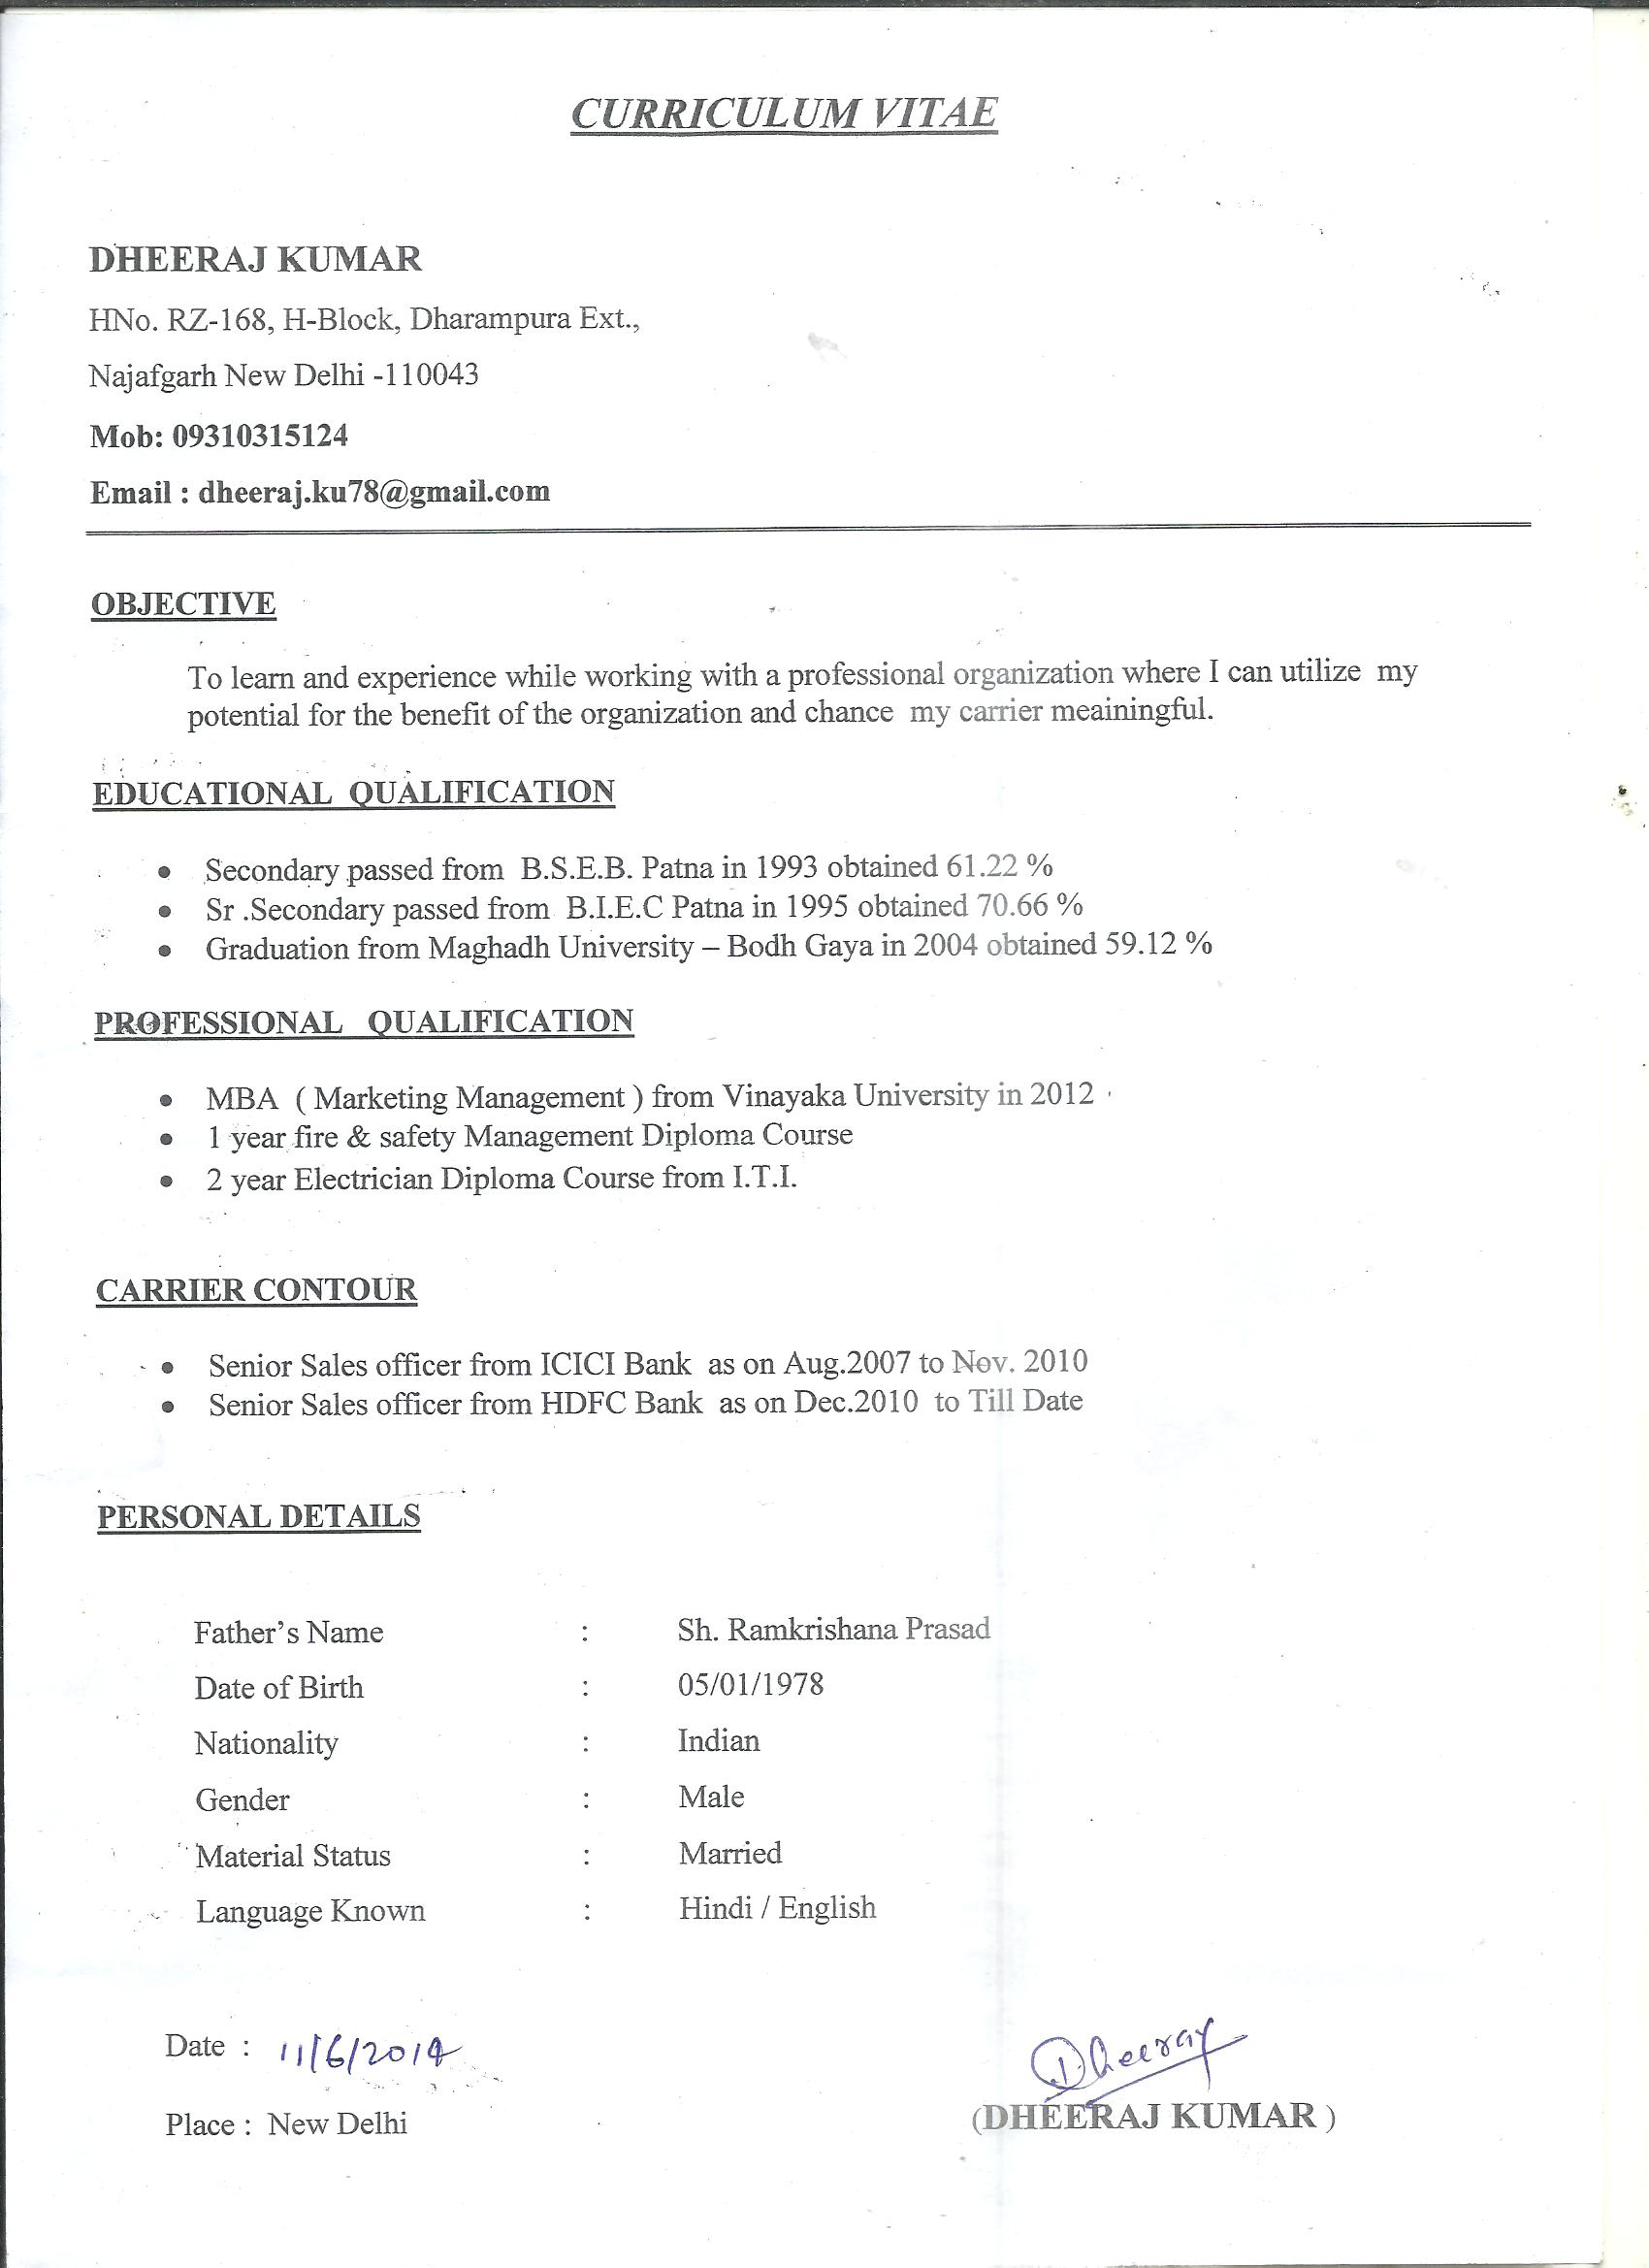 CURRICULUM VITAE
DHEERAJ KUMAR
HNo. RZ-168, H-Block, Dharampura Ext.,
Najafgarh New Delhi -110043
Mob: 09310315124
Email : dheeraj.ku78@gmail.com
OBJECTIVE
To learn and experience while working with a professional organization where I can utilize my
potential for the benefit of the organization and chance my carrier meainingful.
EDUCATIONAL QUALIFICATION
• Secondary passed from B.S.E.B. Patna in 1993 obtained 61.22 %
• Sr .Secondary passed from B.I.E.C Patna in 1995 obtained 70.66 %
• Graduation from Maghadh University – Bodh Gaya in 2004 obtained 59.12 %
PROFESSIONAL QUALIFICATION
• MBA ( Marketing Management ) from Vinayaka University in 2012
• 1 year fire & safety Management Diploma Course
• 2 year Electrician Diploma Course from I.T.I.
CARRIER CONTOUR
• Senior Sales officer from ICICI Bank as on Aug.2007 to Nov. 2010
• Senior Sales officer from HDFC Bank as on Dec.2010 to Till Date
PERSONAL DETAILS
Father's Name : Sh. Ramkrishana Prasad
Date of Birth : 05/01/1978
Nationality : Indian
Gender : Male
Material Status : Married
Language Known : Hindi / English
Date : 11/6/2014
Dheeraj
Place : New Delhi
(DHEERAJ KUMAR )